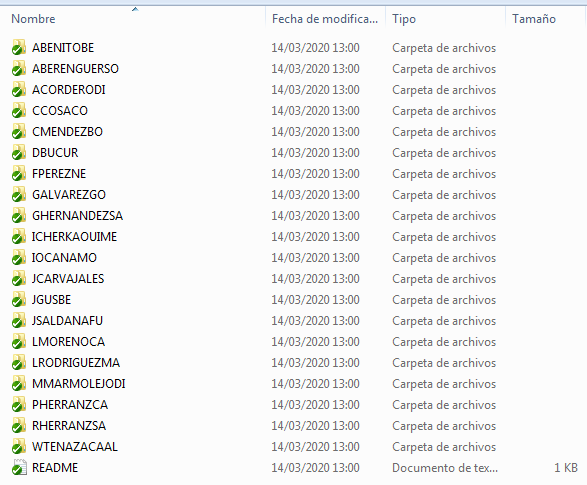 Nombre Fecha de modifica... Tipo Tamaño
ABENITOBE 14/03/2020 13:00 Carpeta de archivos
ABERENGUERSO 14/03/2020 13:00 Carpeta de archivos
ACORDERODI 14/03/2020 13:00 Carpeta de archivos
CCOSACO 14/03/2020 13:00 Carpeta de archivos
CMENDEZBO 14/03/2020 13:00 Carpeta de archivos
DBUCUR 14/03/2020 13:00 Carpeta de archivos
FPEREZNE 14/03/2020 13:00 Carpeta de archivos
GALVAREZGO 14/03/2020 13:00 Carpeta de archivos
GHERNANDEZSA 14/03/2020 13:00 Carpeta de archivos
ICHERKAOUIME 14/03/2020 13:00 Carpeta de archivos
IOCANAMO 14/03/2020 13:00 Carpeta de archivos
JCARVAJALES 14/03/2020 13:00 Carpeta de archivos
JGUSBE 14/03/2020 13:00 Carpeta de archivos
JSALDANAFU 14/03/2020 13:00 Carpeta de archivos
LMORENOCA 14/03/2020 13:00 Carpeta de archivos
LRODRIGUEZMA 14/03/2020 13:00 Carpeta de archivos
MMARMOLEJODI 14/03/2020 13:00 Carpeta de archivos
PHERRANZCA 14/03/2020 13:00 Carpeta de archivos
RHERRANZSA 14/03/2020 13:00 Carpeta de archivos
WTENAZACAAL 14/03/2020 13:00 Carpeta de archivos
README 14/03/2020 13:00 Documento de tex... 1 KB